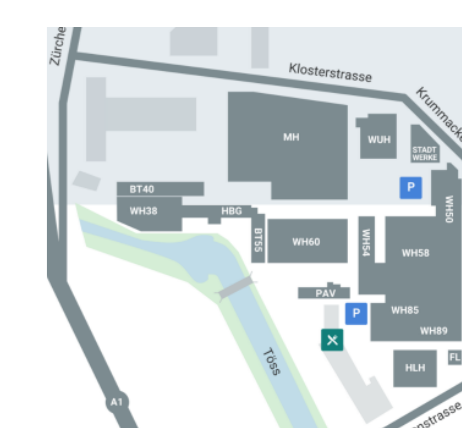 Zürche
Klosterstrasse
Krummacke
MH
WUH
STADT
WERKE
P
BT40
WH38
HBG
BT55
WH60
WH54
WH50
WH58
PAV
P
WH85
WH89
HLH
FL
Töss
A1
nstrasse